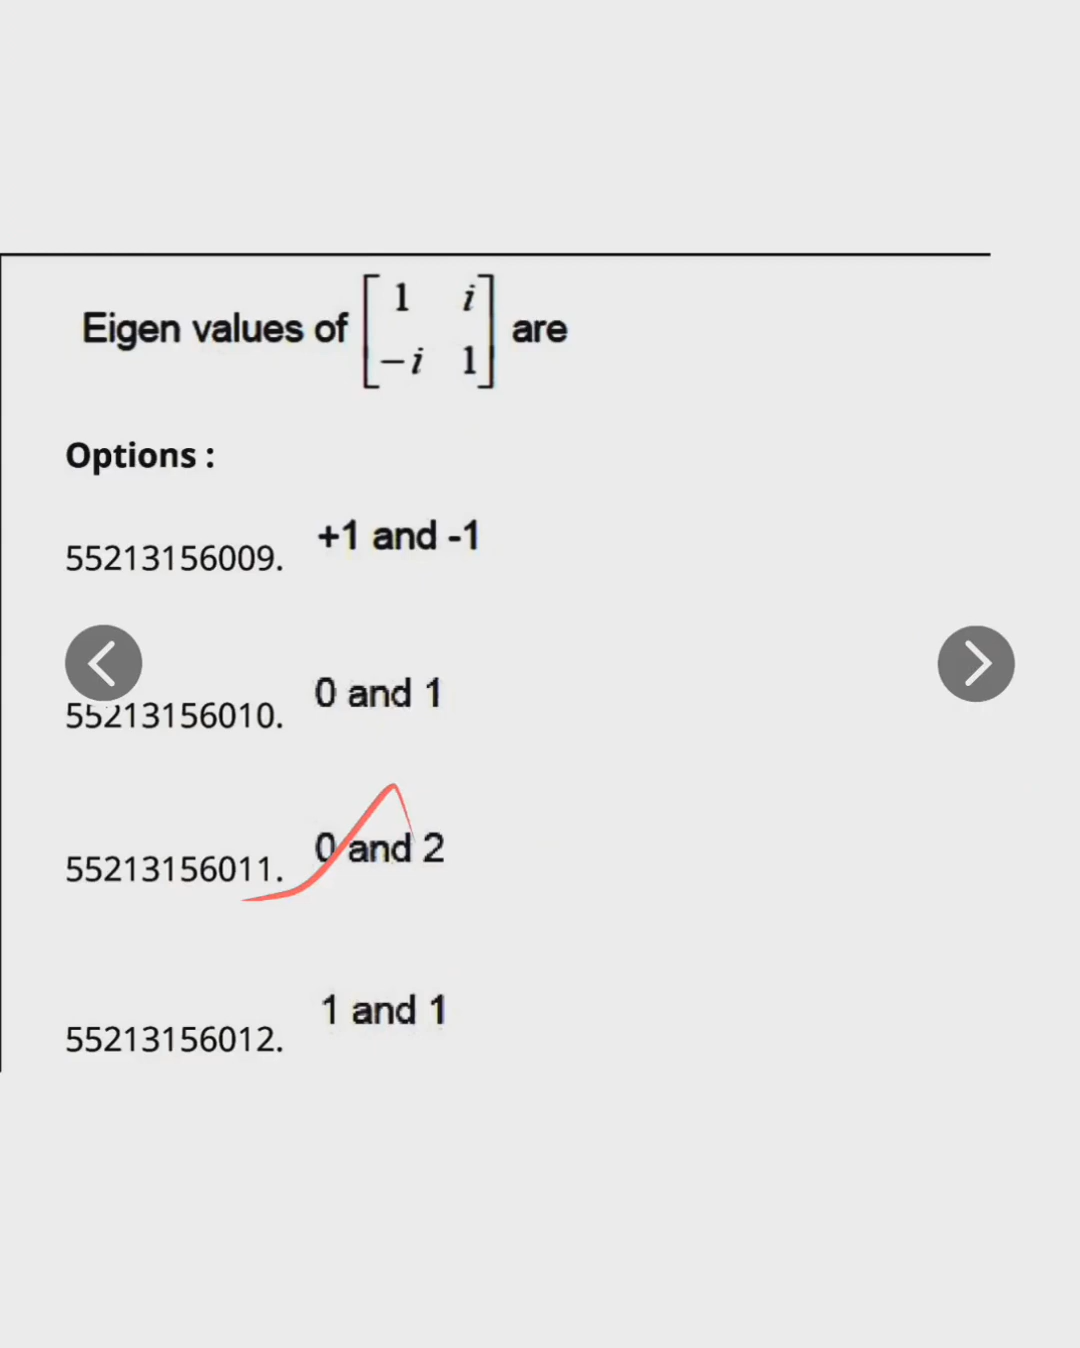 Eigen values of [1 i
-i 1] are
Options :
55213156009. +1 and -1
55213156010. 0 and 1
55213156011. 0 and 2
55213156012. 1 and 1